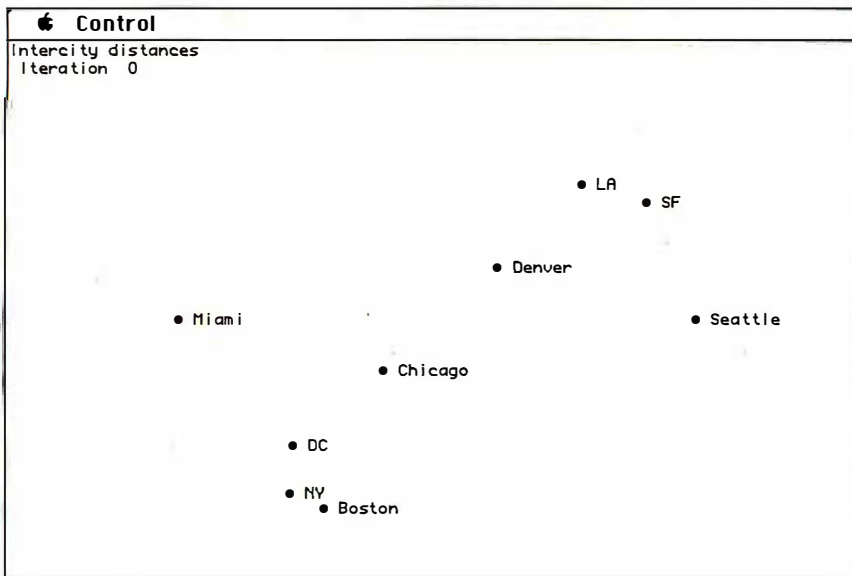 Control
Intercity distances
Iteration 0
LA
SF
Denver
Miami
Seattle
Chicago
DC
NY
Boston